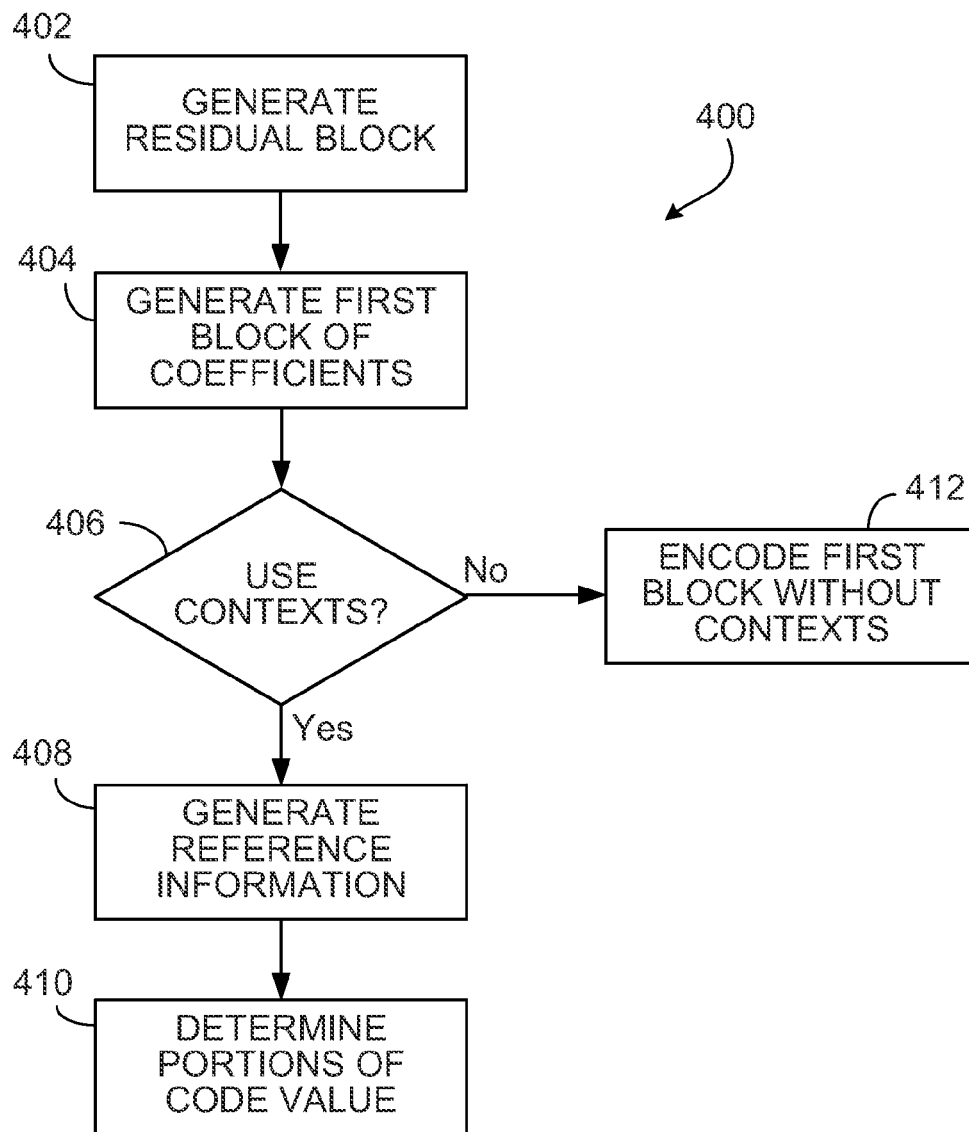 402
GENERATE
RESIDUAL BLOCK
400
404
GENERATE FIRST
BLOCK OF
COEFFICIENTS
406
USE
CONTEXTS?
No
412
ENCODE FIRST
BLOCK WITHOUT
CONTEXTS
Yes
408
GENERATE
REFERENCE
INFORMATION
410
DETERMINE
PORTIONS OF
CODE VALUE